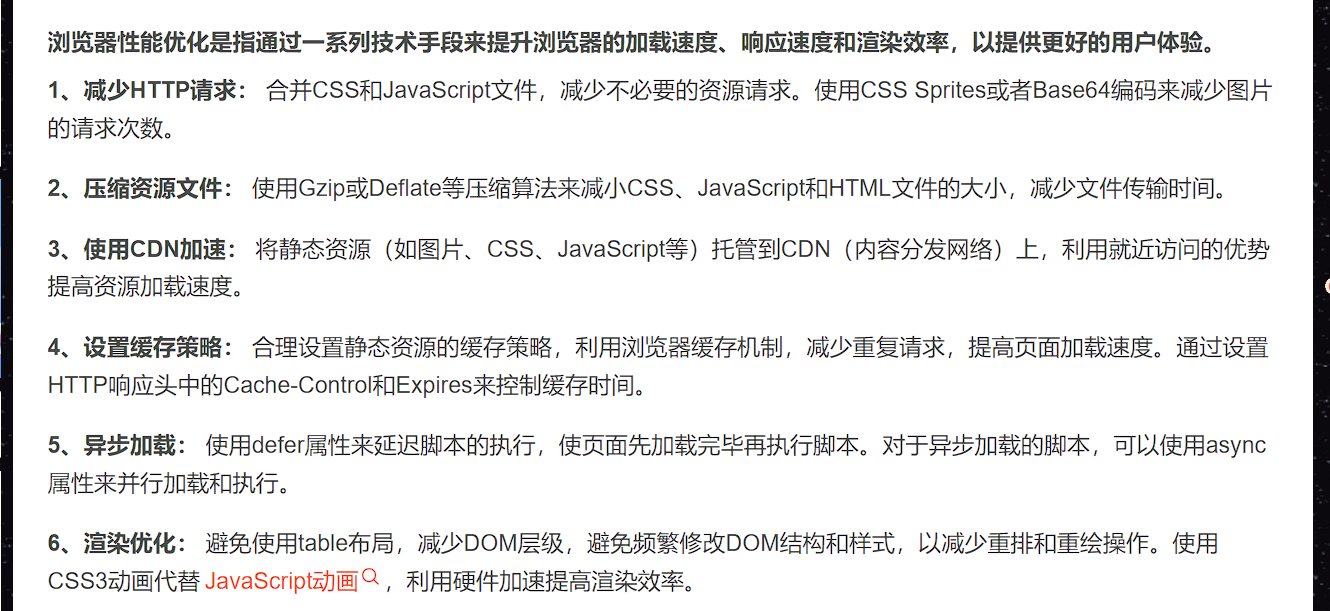 浏览器性能优化是指通过一系列技术手段来提升浏览器的加载速度、响应速度和渲染效率，以提供更好的用户体验。
1、减少HTTP请求： 合并CSS和JavaScript文件，减少不必要的资源请求。使用CSS Sprites或者Base64编码来减少图片
的请求次数。
2、压缩资源文件： 使用Gzip或Deflate等压缩算法来减小CSS、JavaScript和HTML文件的大小，减少文件传输时间。
3、使用CDN加速： 将静态资源（如图片、CSS、JavaScript等）托管到CDN（内容分发网络）上，利用就近访问的优势
提高资源加载速度。
4、设置缓存策略： 合理设置静态资源的缓存策略，利用浏览器缓存机制，减少重复请求，提高页面加载速度。通过设置
HTTP响应头中的Cache-Control和Expires来控制缓存时间。
5、异步加载： 使用defer属性来延迟脚本的执行，使页面先加载完毕再执行脚本。对于异步加载的脚本，可以使用async
属性来并行加载和执行。
6、渲染优化： 避免使用table布局，减少DOM层级，避免频繁修改DOM结构和样式，以减少重排和重绘操作。使用
CSS3动画代替 JavaScript动画 ，利用硬件加速提高渲染效率。